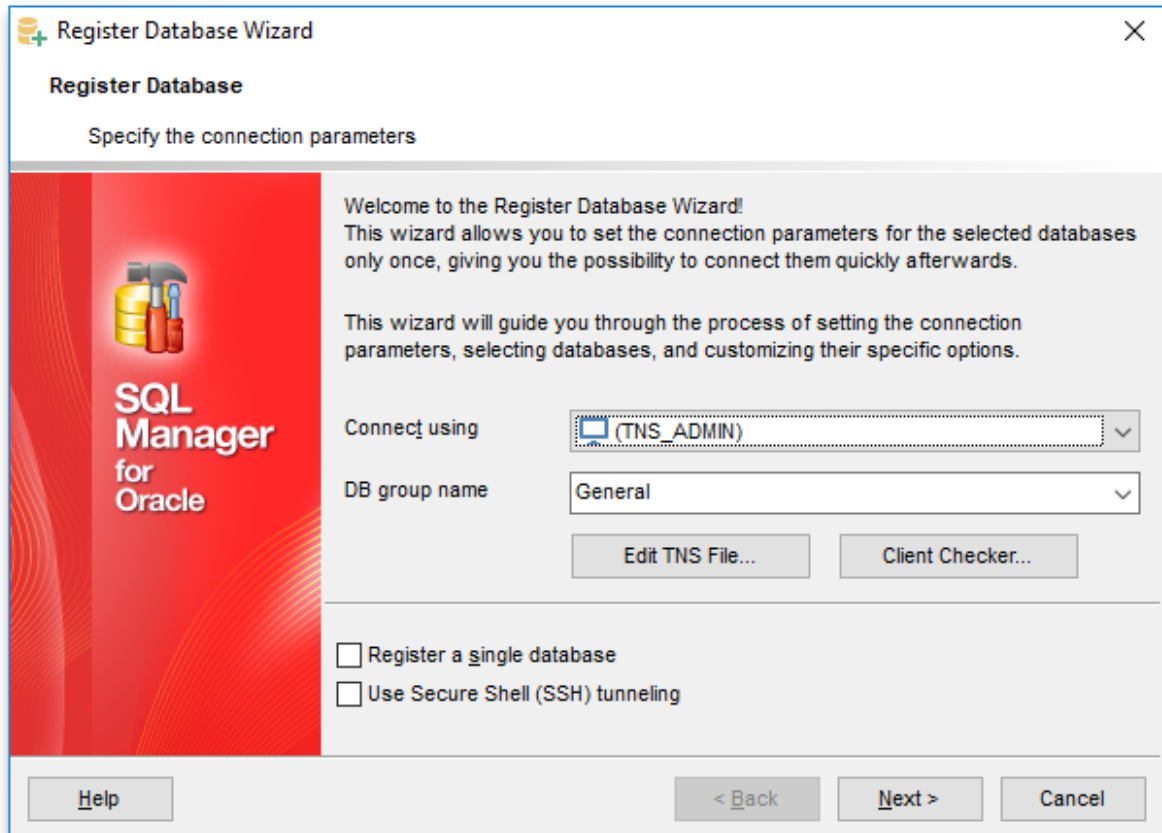 Register Database Wizard
Register Database
Specify the connection parameters
SQL
Manager
for
Oracle
Welcome to the Register Database Wizard!
This wizard allows you to set the connection parameters for the selected databases
only once, giving you the possibility to connect them quickly afterwards.
This wizard will guide you through the process of setting the connection
parameters, selecting databases, and customizing their specific options.
Connect using
(TNS_ADMIN)
DB group name
General
Edit TNS File...
Client Checker...
Register a single database
Use Secure Shell (SSH) tunneling
Help
< Back
Next >
Cancel